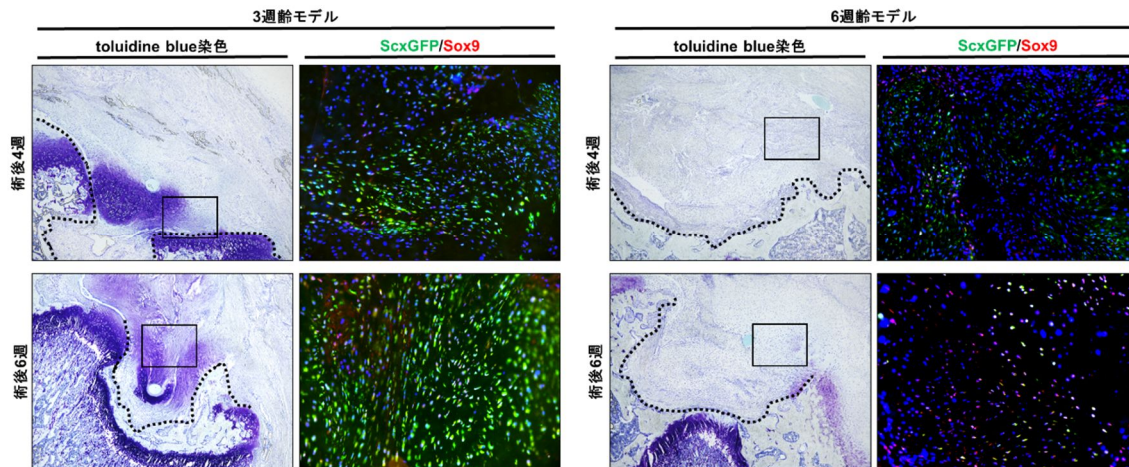 3週齢モデル
toluidine blue染色
ScxGFP/Sox9
術後4週
術後6週
6週齢モデル
toluidine blue染色
ScxGFP/Sox9
術後4週
術後6週